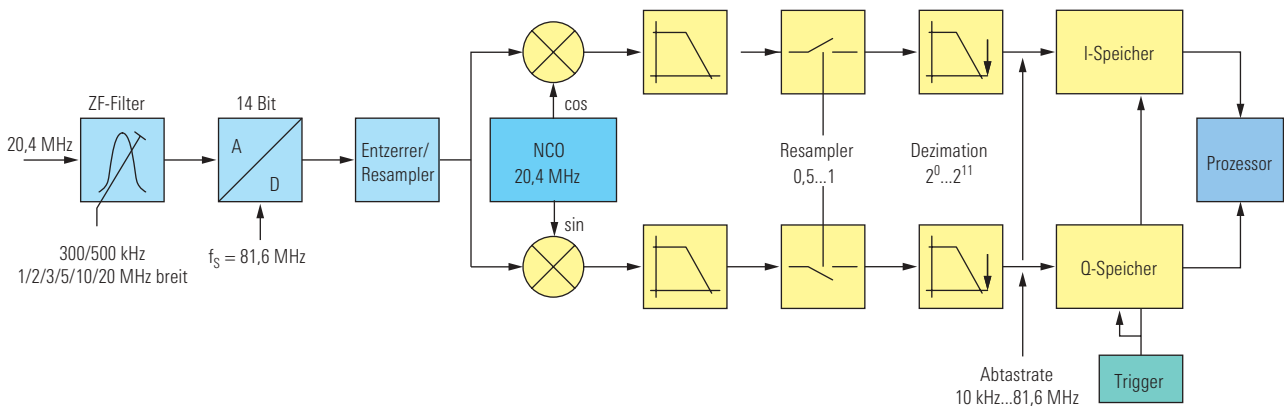 ZF-Filter
20,4 MHz
300/500 kHz
1/2/3/5/10/20 MHz breit
14 Bit
A
D
fS = 81,6 MHz
Entzerrer/
Resampler
cos
NCO
20,4 MHz
sin
Resampler
0,5...1
Dezimation
2^0...2^11
Abtastrate
10 kHz...81,6 MHz
I-Speicher
Q-Speicher
Trigger
Prozessor